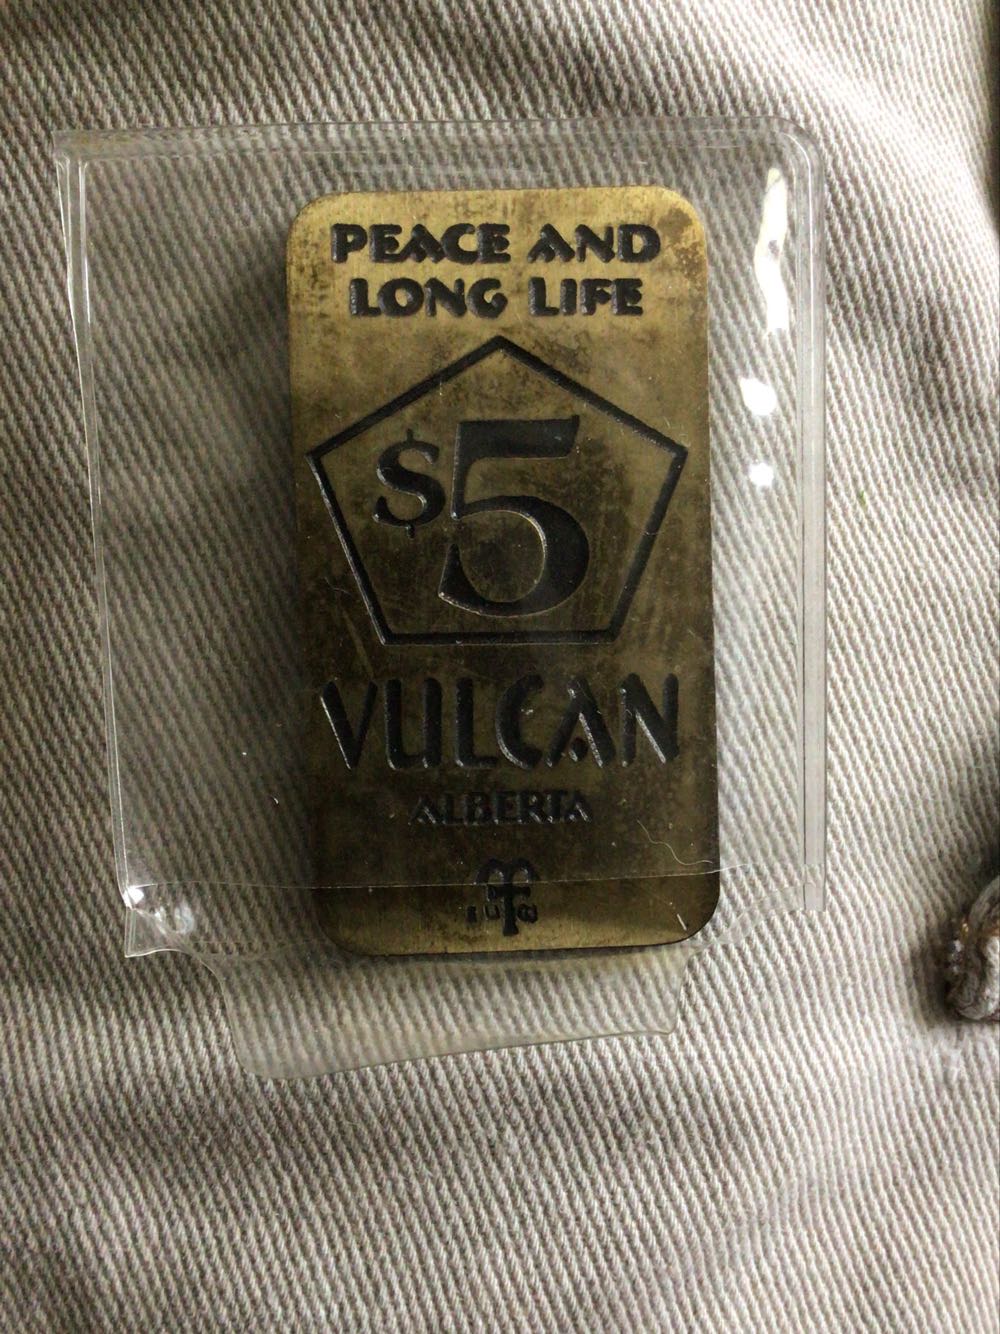 PEACE AND
LONG LIFE
$5
VULCAN
ALBERTA